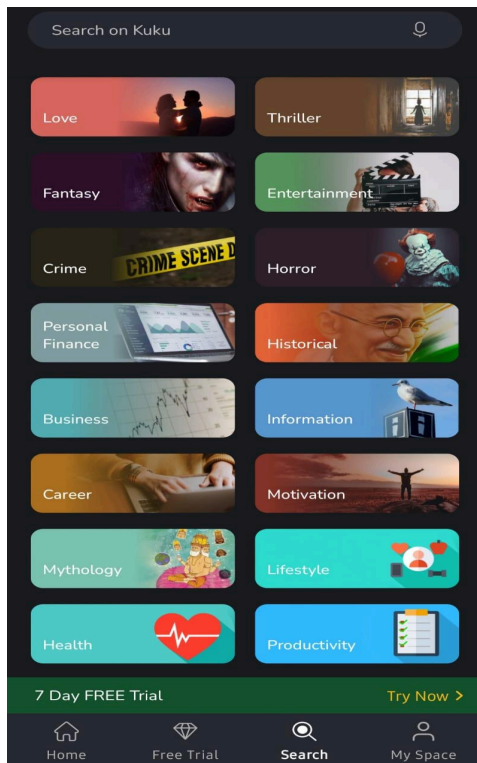 Search on Kuku
Love
Thriller
Fantasy
Entertainment
Crime
CRIME SCENE D
Horror
Personal
Finance
Historical
Business
Information
Career
Motivation
Mythology
Lifestyle
Health
Productivity
7 Day FREE Trial
Try Now >
Home
Free Trial
Search
My Space